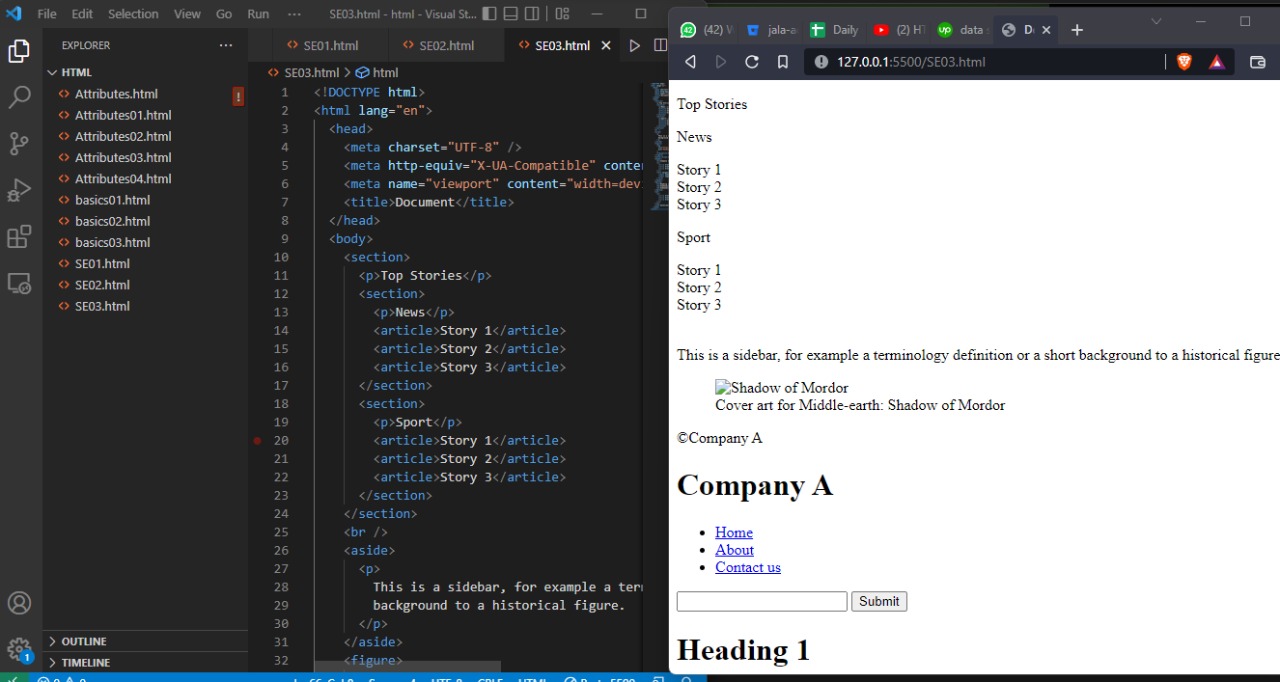 File Edit Selection View Go Run ··· SE03.html - html - Visual St...
EXPLORER ···
HTML
Attributes.html
Attributes01.html
Attributes02.html
Attributes03.html
Attributes04.html
basics01.html
basics02.html
basics03.html
SE01.html
SE02.html
SE03.html
OUTLINE
TIMELINE
1
SE01.html SE02.html SE03.html
SE03.html > html
1 <!DOCTYPE html>
2 <html lang="en">
3 <head>
4 <meta charset="UTF-8" />
5 <meta http-equiv="X-UA-Compatible" conten
6 <meta name="viewport" content="width=dev
7 <title>Document</title>
8 </head>
9 <body>
10 <section>
11 <p>Top Stories</p>
12 <section>
13 <p>News</p>
14 <article>Story 1</article>
15 <article>Story 2</article>
16 <article>Story 3</article>
17 </section>
18 <section>
19 <p>Sport</p>
20 <article>Story 1</article>
21 <article>Story 2</article>
22 <article>Story 3</article>
23 </section>
24 </section>
25 <br />
26 <aside>
27 <p>
28 This is a sidebar, for example a ter
29 background to a historical figure.
30 </p>
31 </aside>
32 <figure>
42 (42) jala-a Daily (2) H up data D
127.0.0.1:5500/SE03.html
Top Stories
News
Story 1
Story 2
Story 3
Sport
Story 1
Story 2
Story 3
This is a sidebar, for example a terminology definition or a short background to a historical figure
Shadow of Mordor
Cover art for Middle-earth: Shadow of Mordor
©Company A
Company A
Home
About
Contact us
Submit
Heading 1